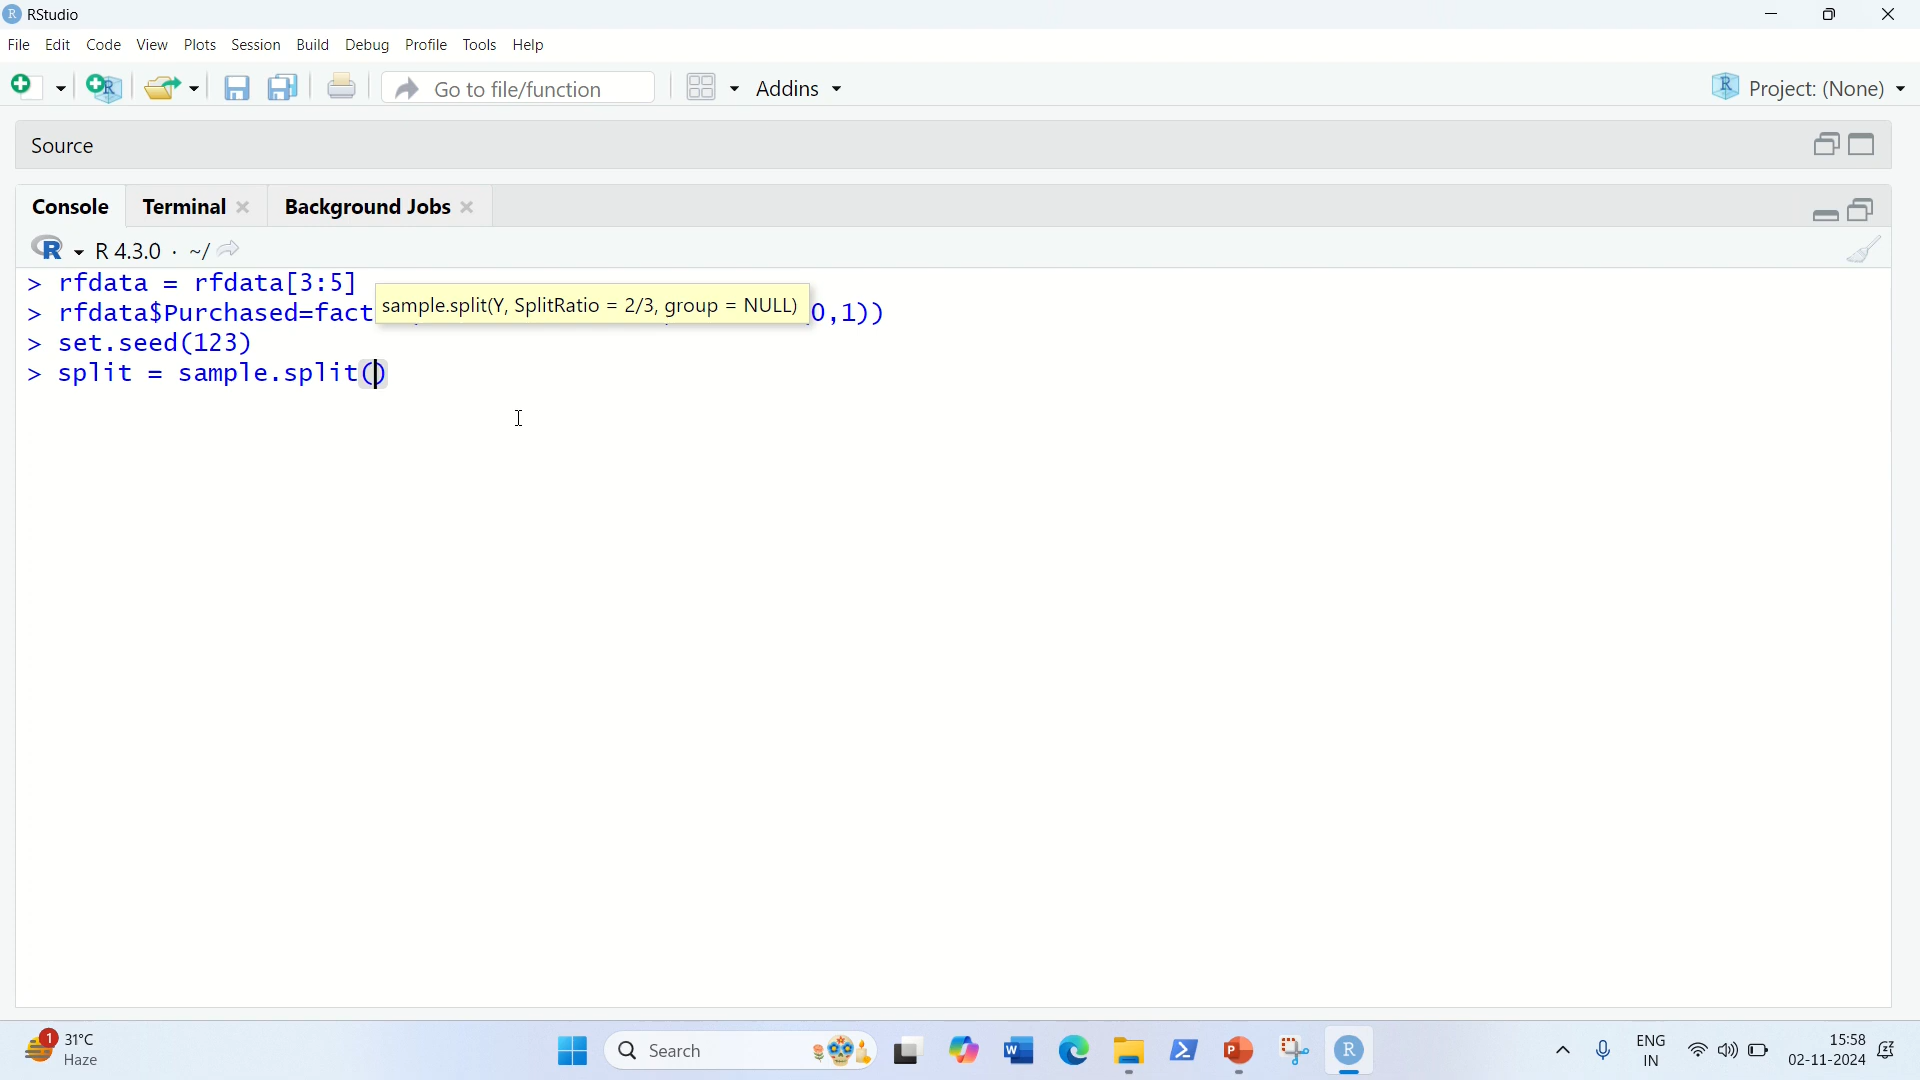 RStudio
File Edit Code View Plots Session Build Debug Profile Tools Help
Go to file/function Addins Project: (None)
Source
Console Terminal Background Jobs
R 4.3.0 · ~/
> rfdata = rfdata[3:5]
sample.split(Y, SplitRatio = 2/3, group = NULL)
> rfdata$Purchased=fact 0,1))
> set.seed(123)
> split = sample.split()
1 31°C
Haze
Search
ENG
IN
15:58
02-11-2024